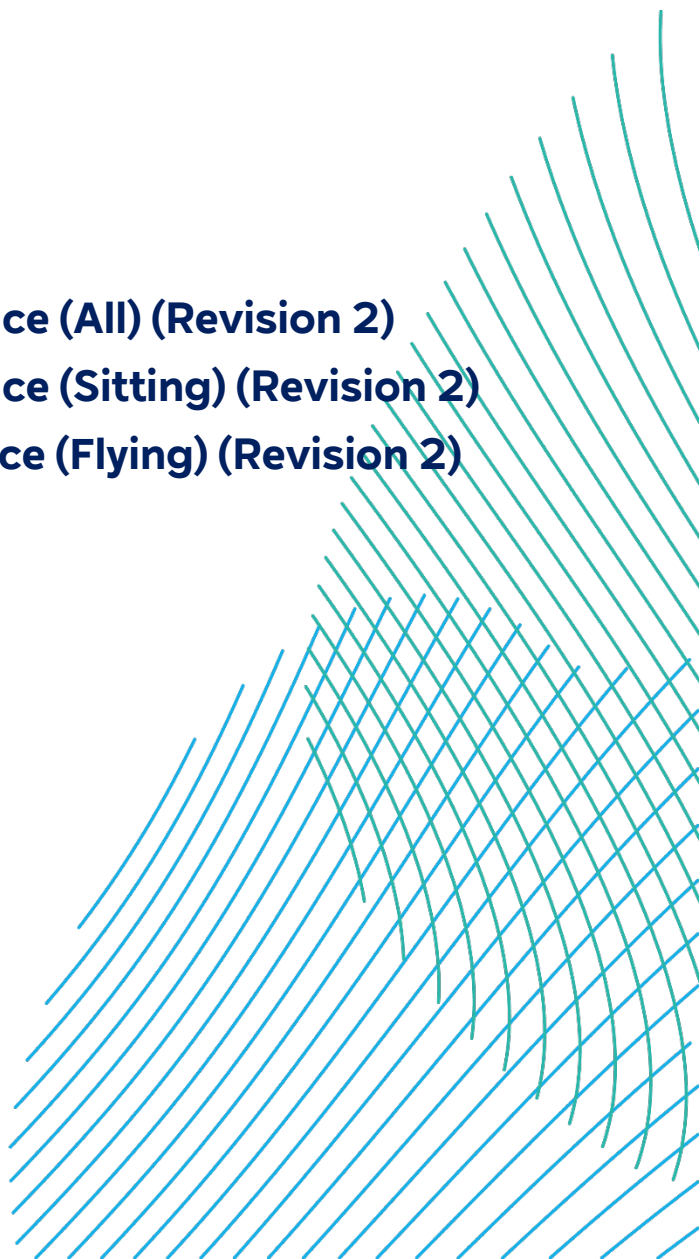 ce (All) (Revision 2)
ce (Sitting) (Revision 2)
ce (Flying) (Revision 2)